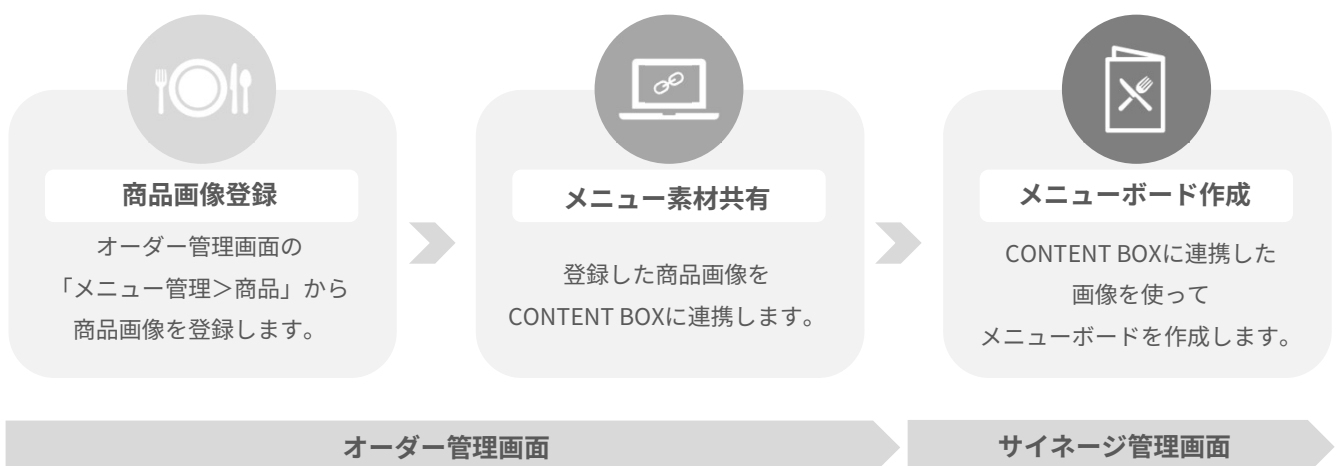 商品画像登録
オーダー管理画面の
「メニュー管理＞商品」から
商品画像を登録します。
メニュー素材共有
登録した商品画像を
CONTENT BOXに連携します。
メニューボード作成
CONTENT BOXに連携した
画像を使って
メニューボードを作成します。
オーダー管理画面
サイネージ管理画面